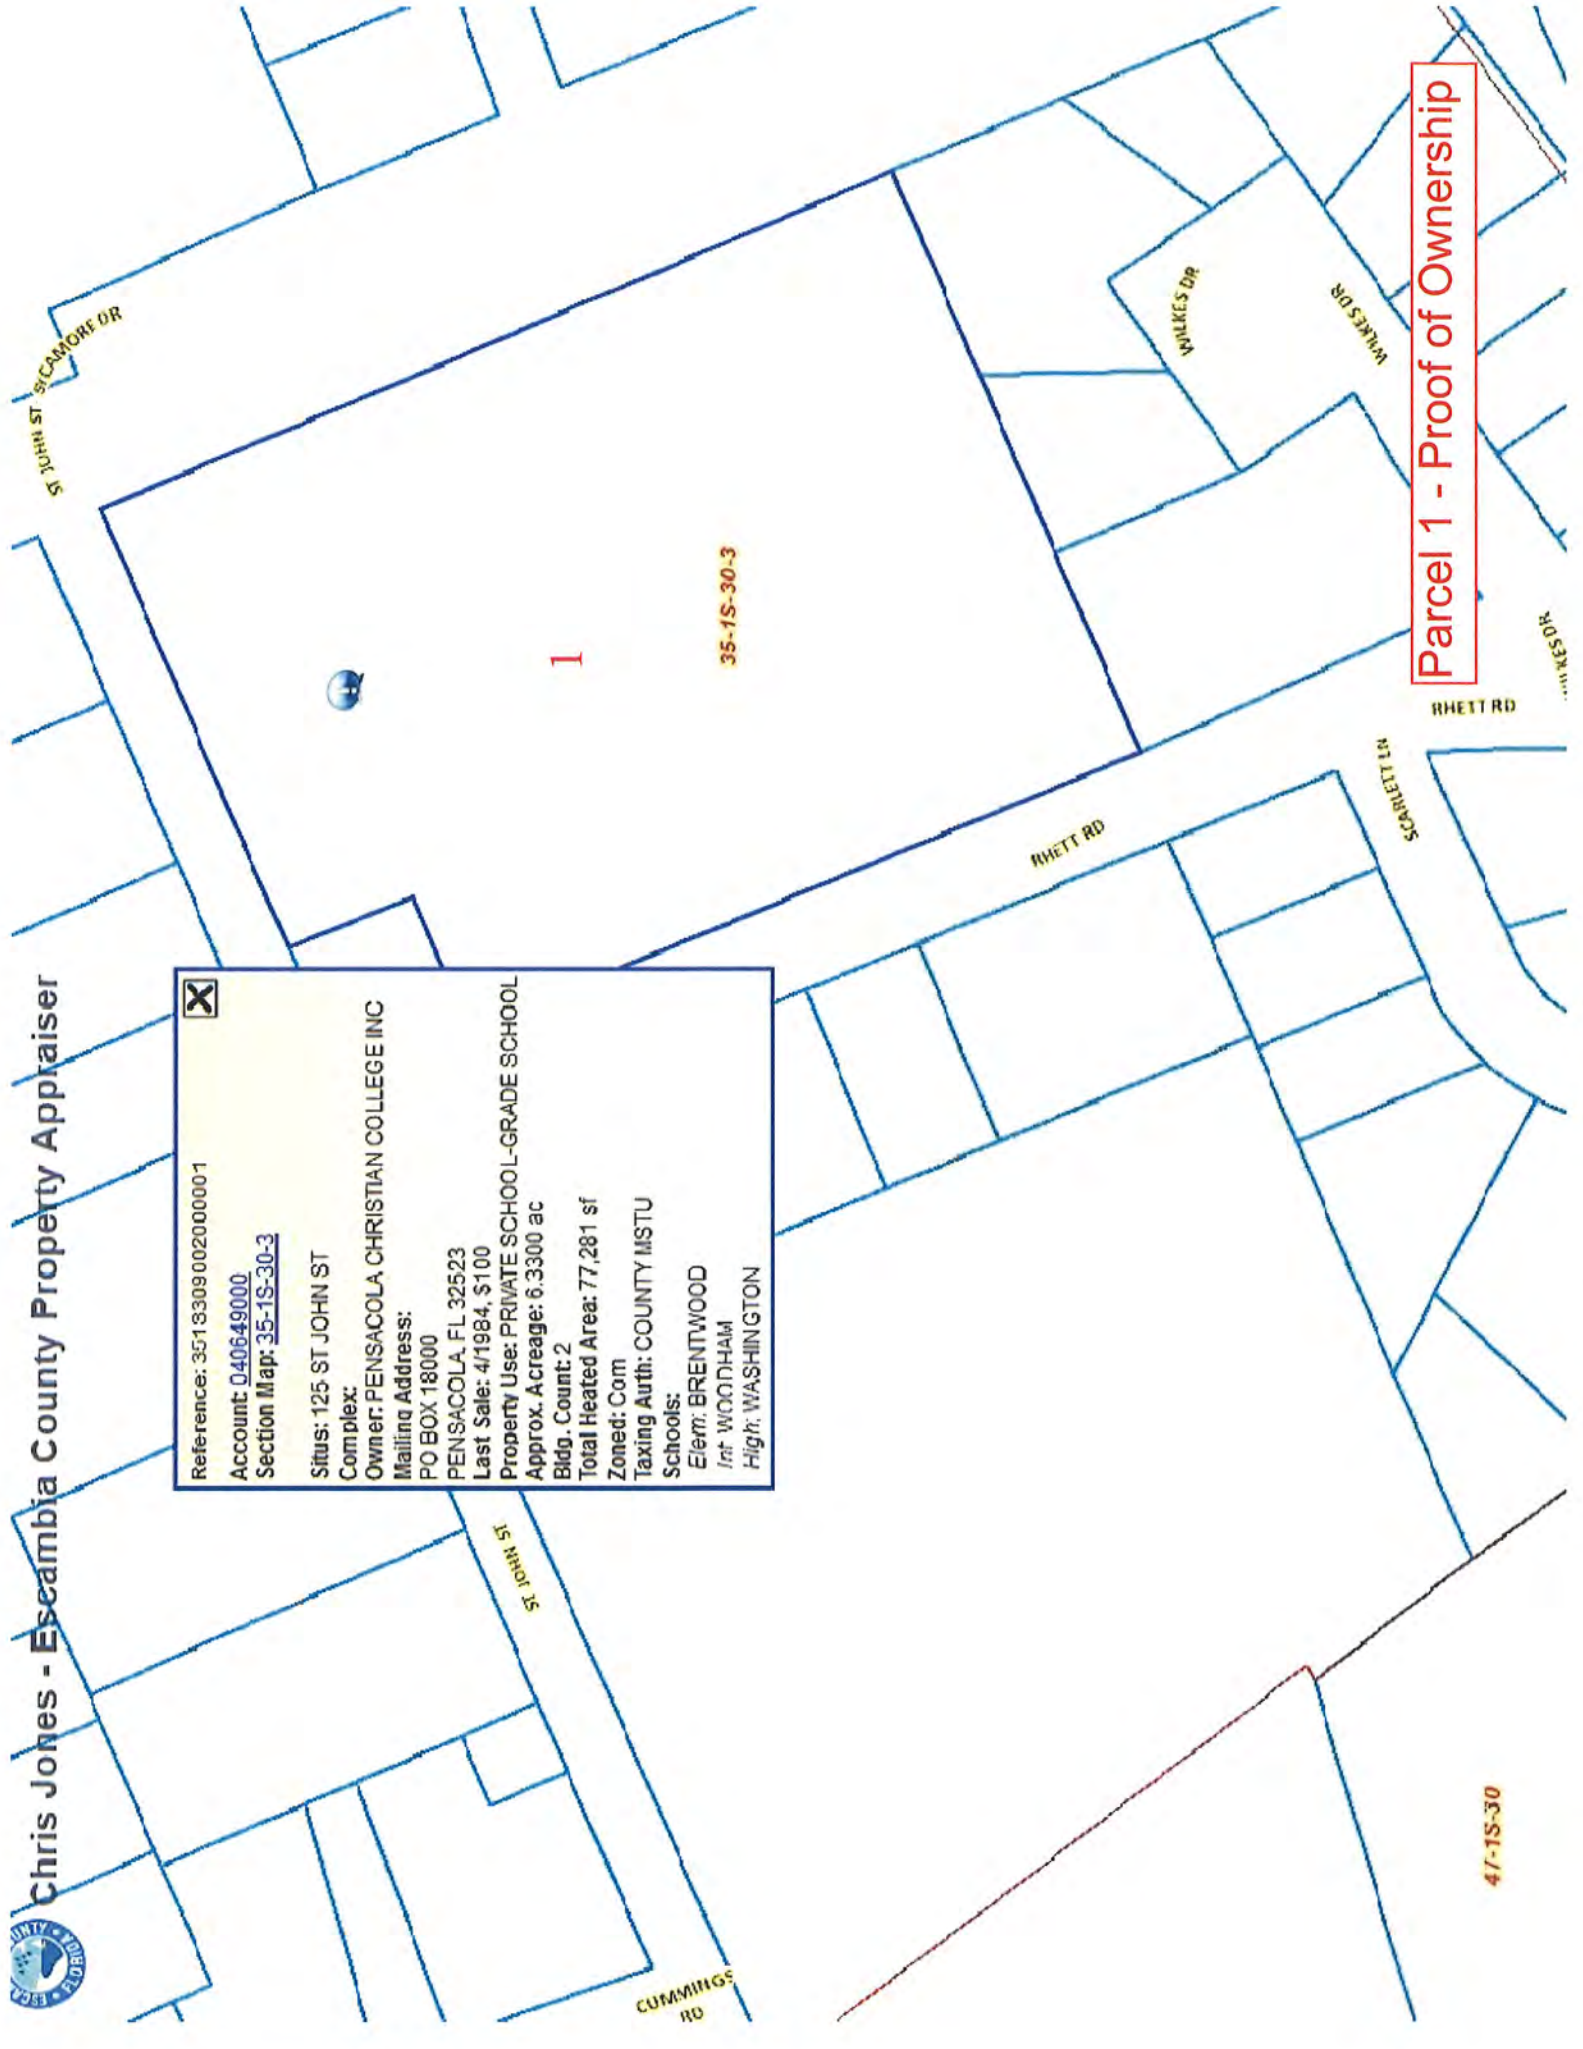 Chris Jones - Escambia County Property Appraiser
ESCA
UNTY
FLORIDA
Reference: 351S309002000001
X
Account: 040649000
Section Map: 35-1S-30-3
Situs: 125 ST JOHN ST
Complex:
Owner: PENSACOLA CHRISTIAN COLLEGE INC
Mailing Address:
PO BOX 18000
PENSACOLA, FL 32523
Last Sale: 4/1984, $100
Property Use: PRIVATE SCHOOL-GRADE SCHOOL
Approx. Acreage: 6.3300 ac
Bldg. Count: 2
Total Heated Area: 77,281 sf
Zoned: Com
Taxing Auth: COUNTY MSTU
Schools:
Elem: BRENTWOOD
Int: WOODHAM
High: WASHINGTON
ST JOHN ST
SYCAMORE DR
1
35-1S-30-3
ST JOHN ST
CUMMINGS
RD
RHETT RD
SCARLETT LN
RHETT RD
WILKES DR
WILKES DR
WILKES DR
47-1S-30
Parcel 1 - Proof of Ownership